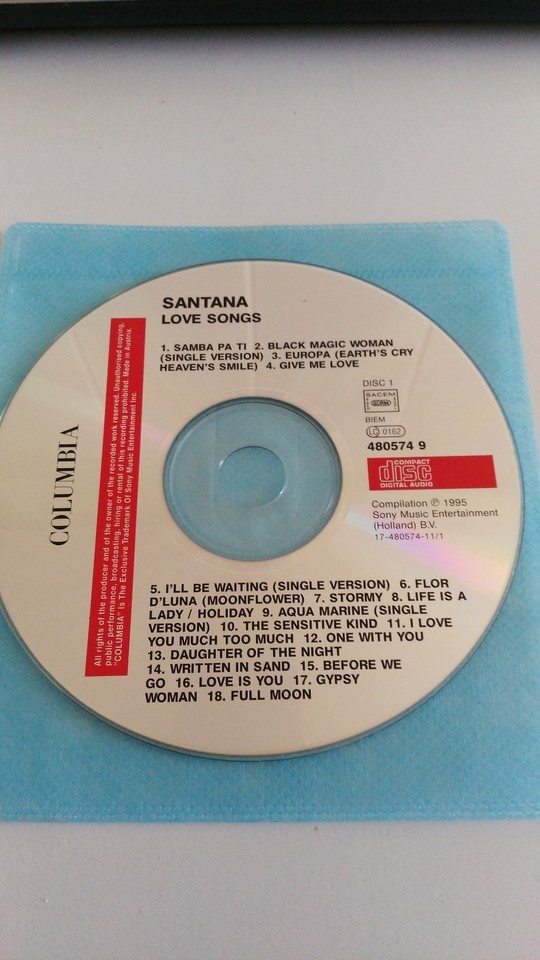 SANTANA
LOVE SONGS
1. SAMBA PA TI 2. BLACK MAGIC WOMAN
(SINGLE VERSION) 3. EUROPA (EARTH'S CRY
HEAVEN'S SMILE) 4. GIVE ME LOVE
DISC 1
SACEM
SDRM
BIEM
LC 0162
480574 9
COMPACT
disc
DIGITAL AUDIO
Compilation ℗ 1995
Sony Music Entertainment
(Holland) B.V.
17-480574-11/1
COLUMBIA
All rights of the producer and of the owner of the recorded work reserved. Unauthorised copying,
public performance, broadcasting, hiring or rental of this recording prohibited. Made in Austria
"COLUMBIA" Is The Exclusive Trademark Of Sony Music Entertainment Inc
5. I'LL BE WAITING (SINGLE VERSION) 6. FLOR
D'LUNA (MOONFLOWER) 7. STORMY 8. LIFE IS A
LADY / HOLIDAY 9. AQUA MARINE (SINGLE
VERSION) 10. THE SENSITIVE KIND 11. I LOVE
YOU MUCH TOO MUCH 12. ONE WITH YOU
13. DAUGHTER OF THE NIGHT
14. WRITTEN IN SAND 15. BEFORE WE
GO 16. LOVE IS YOU 17. GYPSY
WOMAN 18. FULL MOON